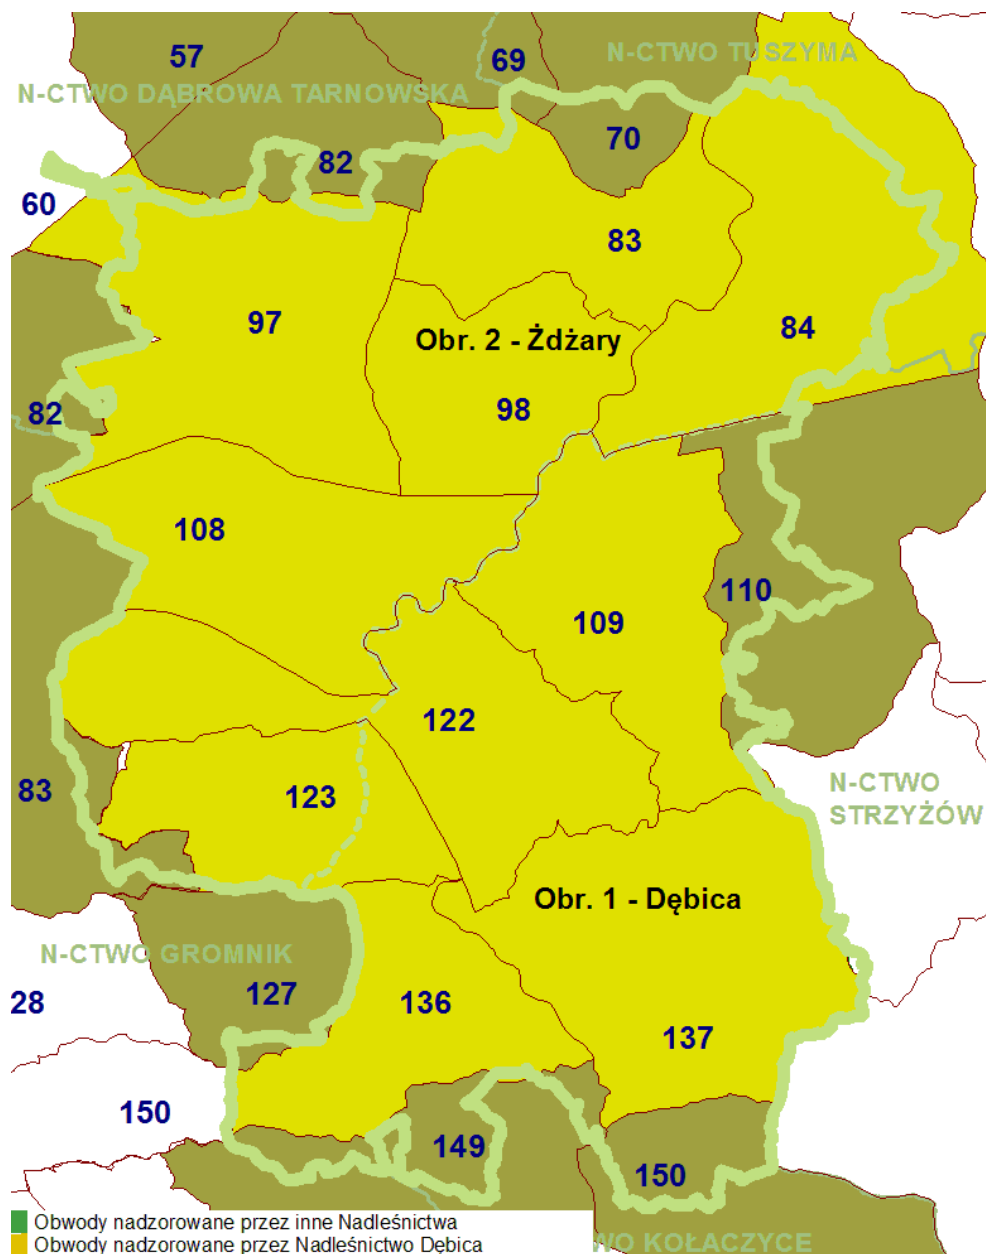 57
69
N-CTWO TUSZYMA
N-CTWO DĄBROWA TARNOWSKA
70
82
60
83
97
84
Obr. 2 - Żdżary
82
98
108
110
109
122
83
123
N-CTWO
STRZYŻÓW
Obr. 1 - Dębica
N-CTWO GROMNIK
28
127
136
137
150
149
150
Obwody nadzorowane przez inne Nadleśnictwa
Obwody nadzorowane przez Nadleśnictwo Dębica
WO KOŁACZYCE